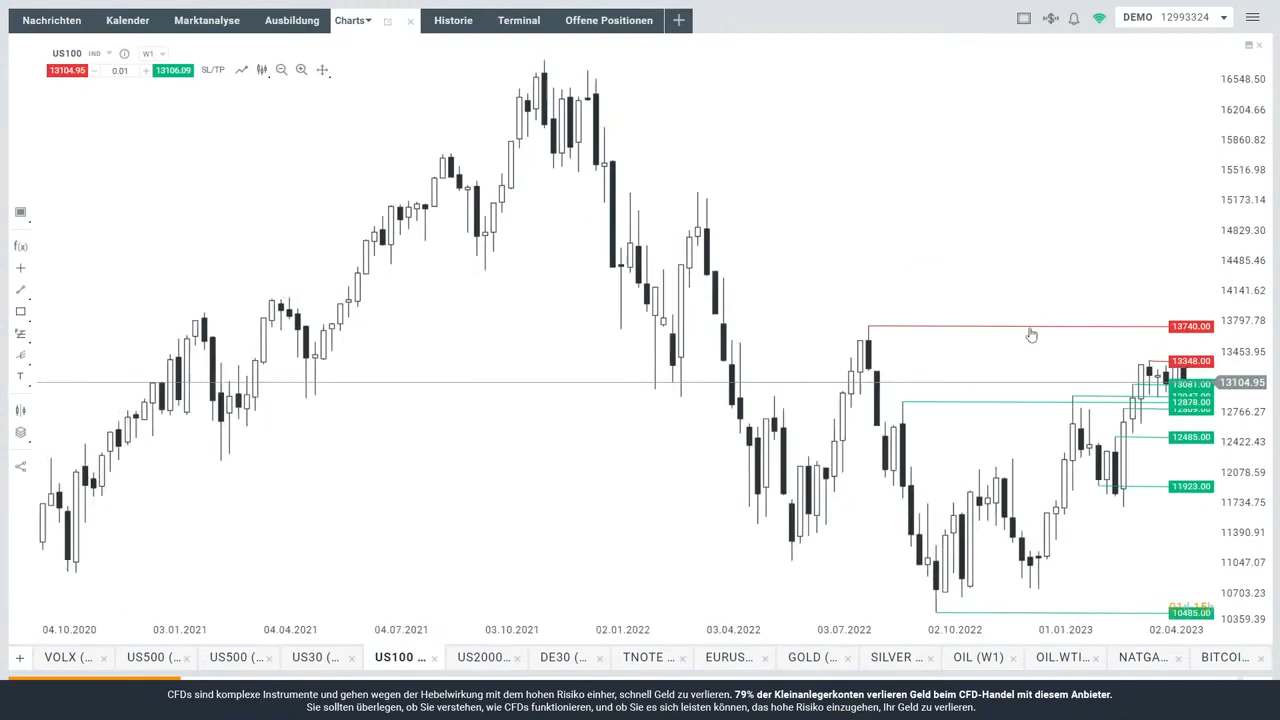 Nachrichten Kalender Marktanalyse Ausbildung Charts Historie Terminal Offene Positionen DEMO 12993324
US100 IND W1
13104.95 0.01 13106.09 SL/TP
16548.50
16204.66
15860.82
15516.98
15173.14
14829.30
14485.46
14141.62
13797.78
13740.00
13453.95
13348.00
13081.00 13104.95
12878.00
12809.00 12766.27
12485.00 12422.43
12078.59
11923.00
11734.75
11390.91
11047.07
10703.23
10485.00 10359.39
f(x)
T
04.10.2020 03.01.2021 04.04.2021 04.07.2021 03.10.2021 02.01.2022 03.04.2022 03.07.2022 02.10.2022 01.01.2023 02.04.2023
VOLX (... US500 (... US500 (... US30 (... US100 ... US2000... DE30 (... TNOTE ... EURUS... GOLD (... SILVER ... OIL (W1) OIL.WTI... NATGA... BITCOI...
CFDs sind komplexe Instrumente und gehen wegen der Hebelwirkung mit dem hohen Risiko einher, schnell Geld zu verlieren. 79% der Kleinanlegerkonten verlieren Geld beim CFD-Handel mit diesem Anbieter.
Sie sollten überlegen, ob Sie verstehen, wie CFDs funktionieren, und ob Sie es sich leisten können, das hohe Risiko einzugehen, Ihr Geld zu verlieren.